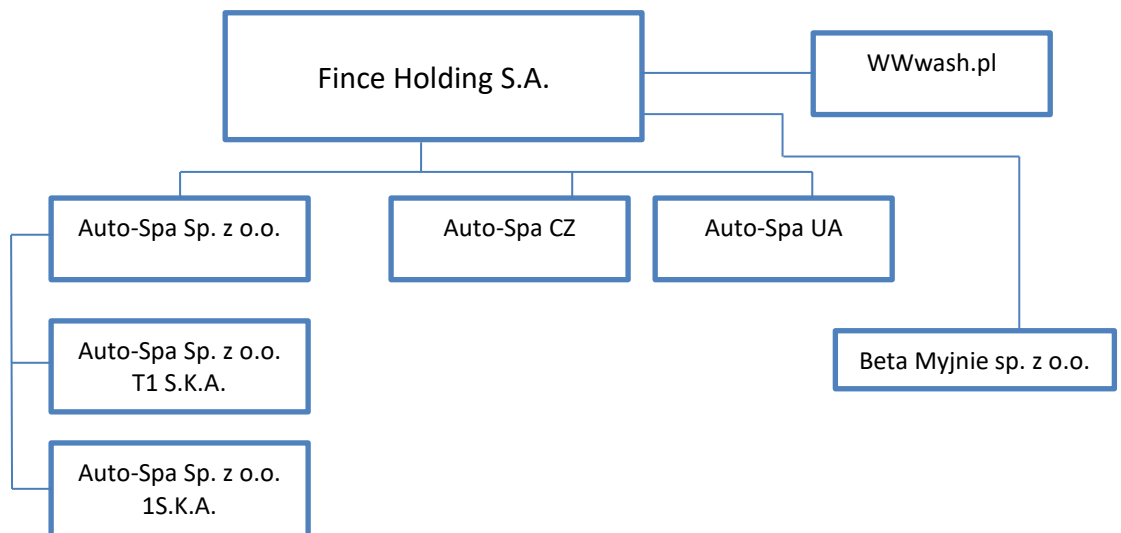 Fince Holding S.A.
WWwash.pl
Auto-Spa Sp. z o.o.
Auto-Spa CZ
Auto-Spa UA
Auto-Spa Sp. z o.o.
T1 S.K.A.
Beta Myjnie sp. z o.o.
Auto-Spa Sp. z o.o.
1S.K.A.